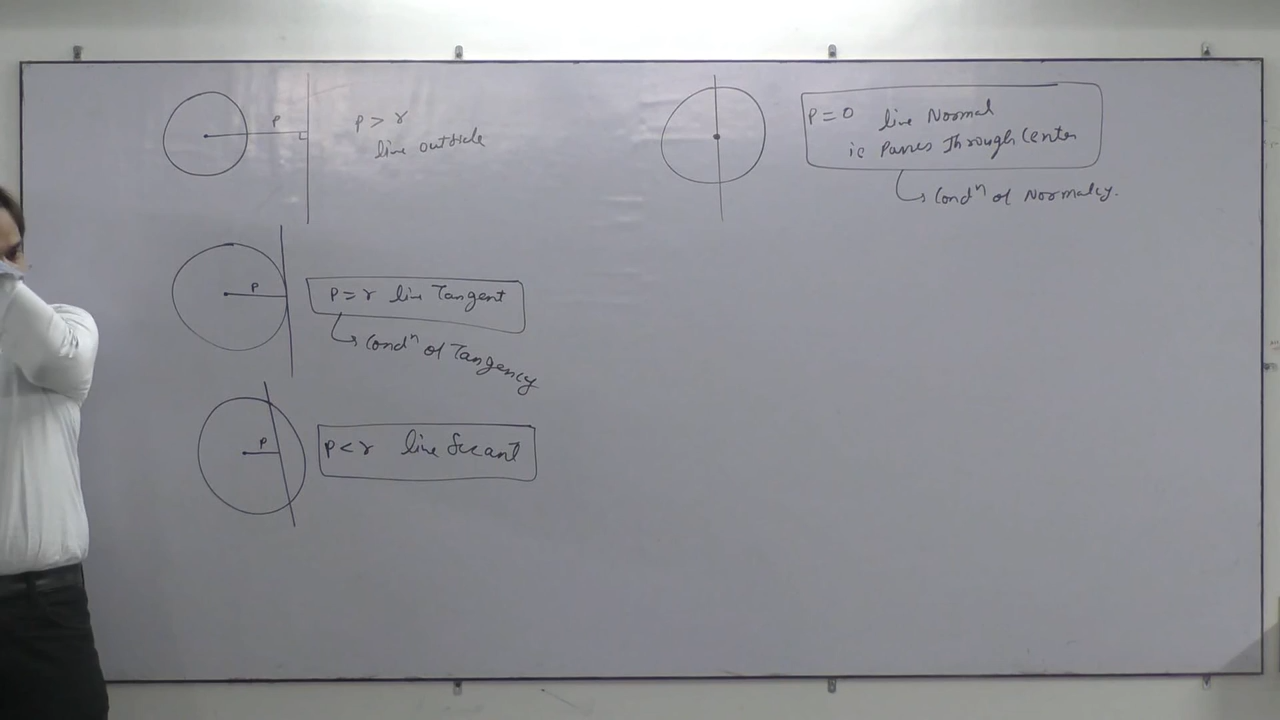 P
P > r
line outside
P
P = r line Tangent
Condⁿ of Tangency
P
P < r line Secant
P = 0 line Normal
ie Passes Through Center
Condⁿ of Normalcy.